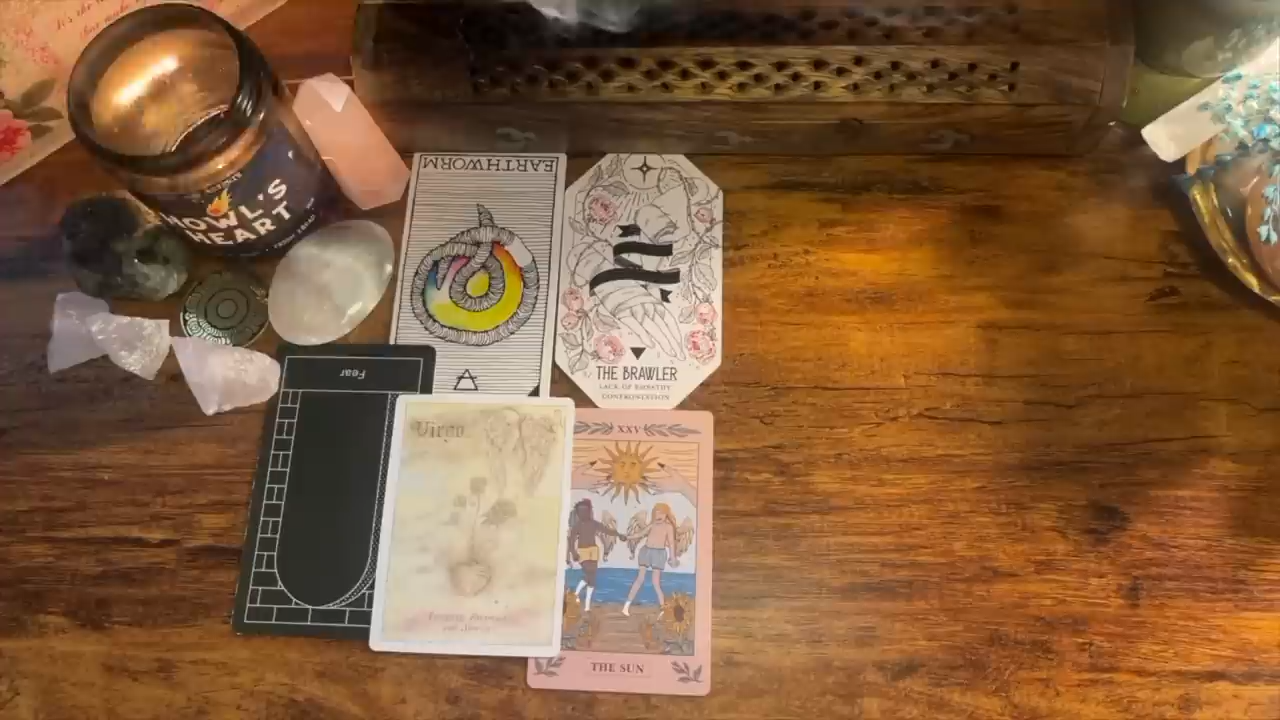 HOWL'S
HEART
EARTHWORM
THE BRAWLER
LACK OF EMPATHY
CONFRONTATION
Fear
Virgo
XXV
THE SUN